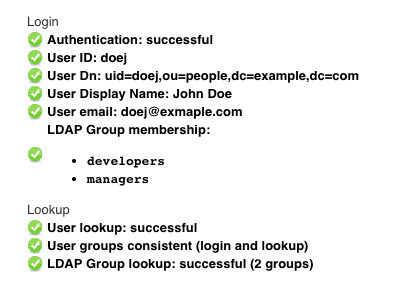 Login
Authentication: successful
User ID: doej
User Dn: uid=doej,ou=people,dc=example,dc=com
User Display Name: John Doe
User email: doej@exmaple.com
LDAP Group membership:
• developers
• managers
Lookup
User lookup: successful
User groups consistent (login and lookup)
LDAP Group lookup: successful (2 groups)